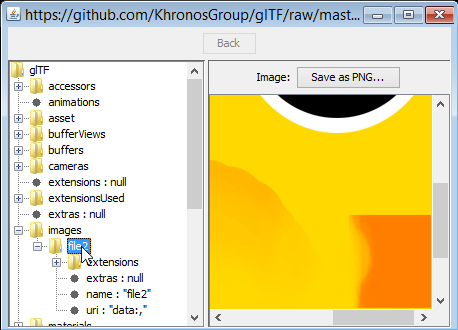 https://github.com/KhronosGroup/glTF/raw/mast...
Back
glTF
accessors
animations
asset
bufferViews
buffers
cameras
extensions : null
extensionsUsed
extras : null
images
file2
extensions
extras : null
name : "file2"
uri : "data:,"
materials
Image:
Save as PNG...